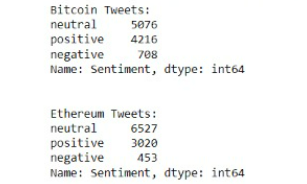 Bitcoin Tweets:
neutral 5076
positive 4216
negative 708
Name: Sentiment, dtype: int64
Ethereum Tweets:
neutral 6527
positive 3020
negative 453
Name: Sentiment, dtype: int64